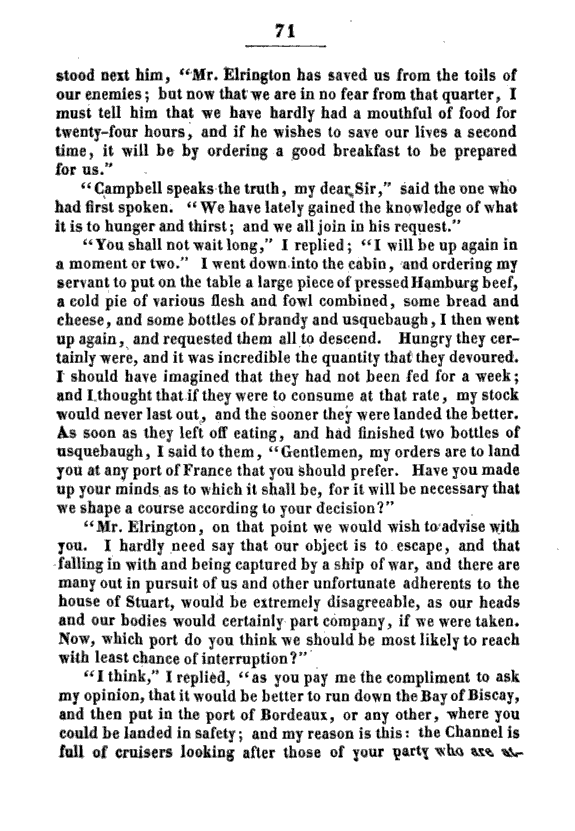 71
stood next him, “Mr. Elrington has saved us from the toils of
our enemies; but now that we are in no fear from that quarter, I
must tell him that we have hardly had a mouthful of food for
twenty-four hours, and if he wishes to save our lives a second
time, it will be by ordering a good breakfast to be prepared
for us.”
“Campbell speaks the truth, my dear Sir,” said the one who
had first spoken. “We have lately gained the knowledge of what
it is to hunger and thirst; and we all join in his request.”
“You shall not wait long,” I replied; “I will be up again in
a moment or two.” I went down into the cabin, and ordering my
servant to put on the table a large piece of pressed Hamburg beef,
a cold pie of various flesh and fowl combined, some bread and
cheese, and some bottles of brandy and usquebaugh, I then went
up again, and requested them all to descend. Hungry they cer-
tainly were, and it was incredible the quantity that they devoured.
I should have imagined that they had not been fed for a week;
and I thought that if they were to consume at that rate, my stock
would never last out, and the sooner they were landed the better.
As soon as they left off eating, and had finished two bottles of
usquebaugh, I said to them, “Gentlemen, my orders are to land
you at any port of France that you should prefer. Have you made
up your minds as to which it shall be, for it will be necessary that
we shape a course according to your decision?”
“Mr. Elrington, on that point we would wish to advise with
you. I hardly need say that our object is to escape, and that
falling in with and being captured by a ship of war, and there are
many out in pursuit of us and other unfortunate adherents to the
house of Stuart, would be extremely disagreeable, as our heads
and our bodies would certainly part company, if we were taken.
Now, which port do you think we should be most likely to reach
with least chance of interruption?”
“I think,” I replied, “as you pay me the compliment to ask
my opinion, that it would be better to run down the Bay of Biscay,
and then put in the port of Bordeaux, or any other, where you
could be landed in safety; and my reason is this: the Channel is
full of cruisers looking after those of your party who are at-